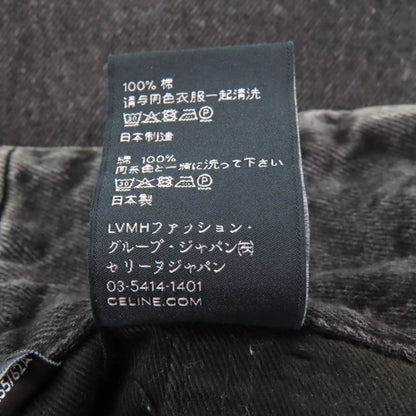 100% 棉
请与同色衣服一起清洗
日本制造
綿 100%
同系色と一緒に洗って下さい
日本製
LVMHファッション・
グループ・ジャパン㈱
セリーヌジャパン
03-5414-1401
CELINE.COM